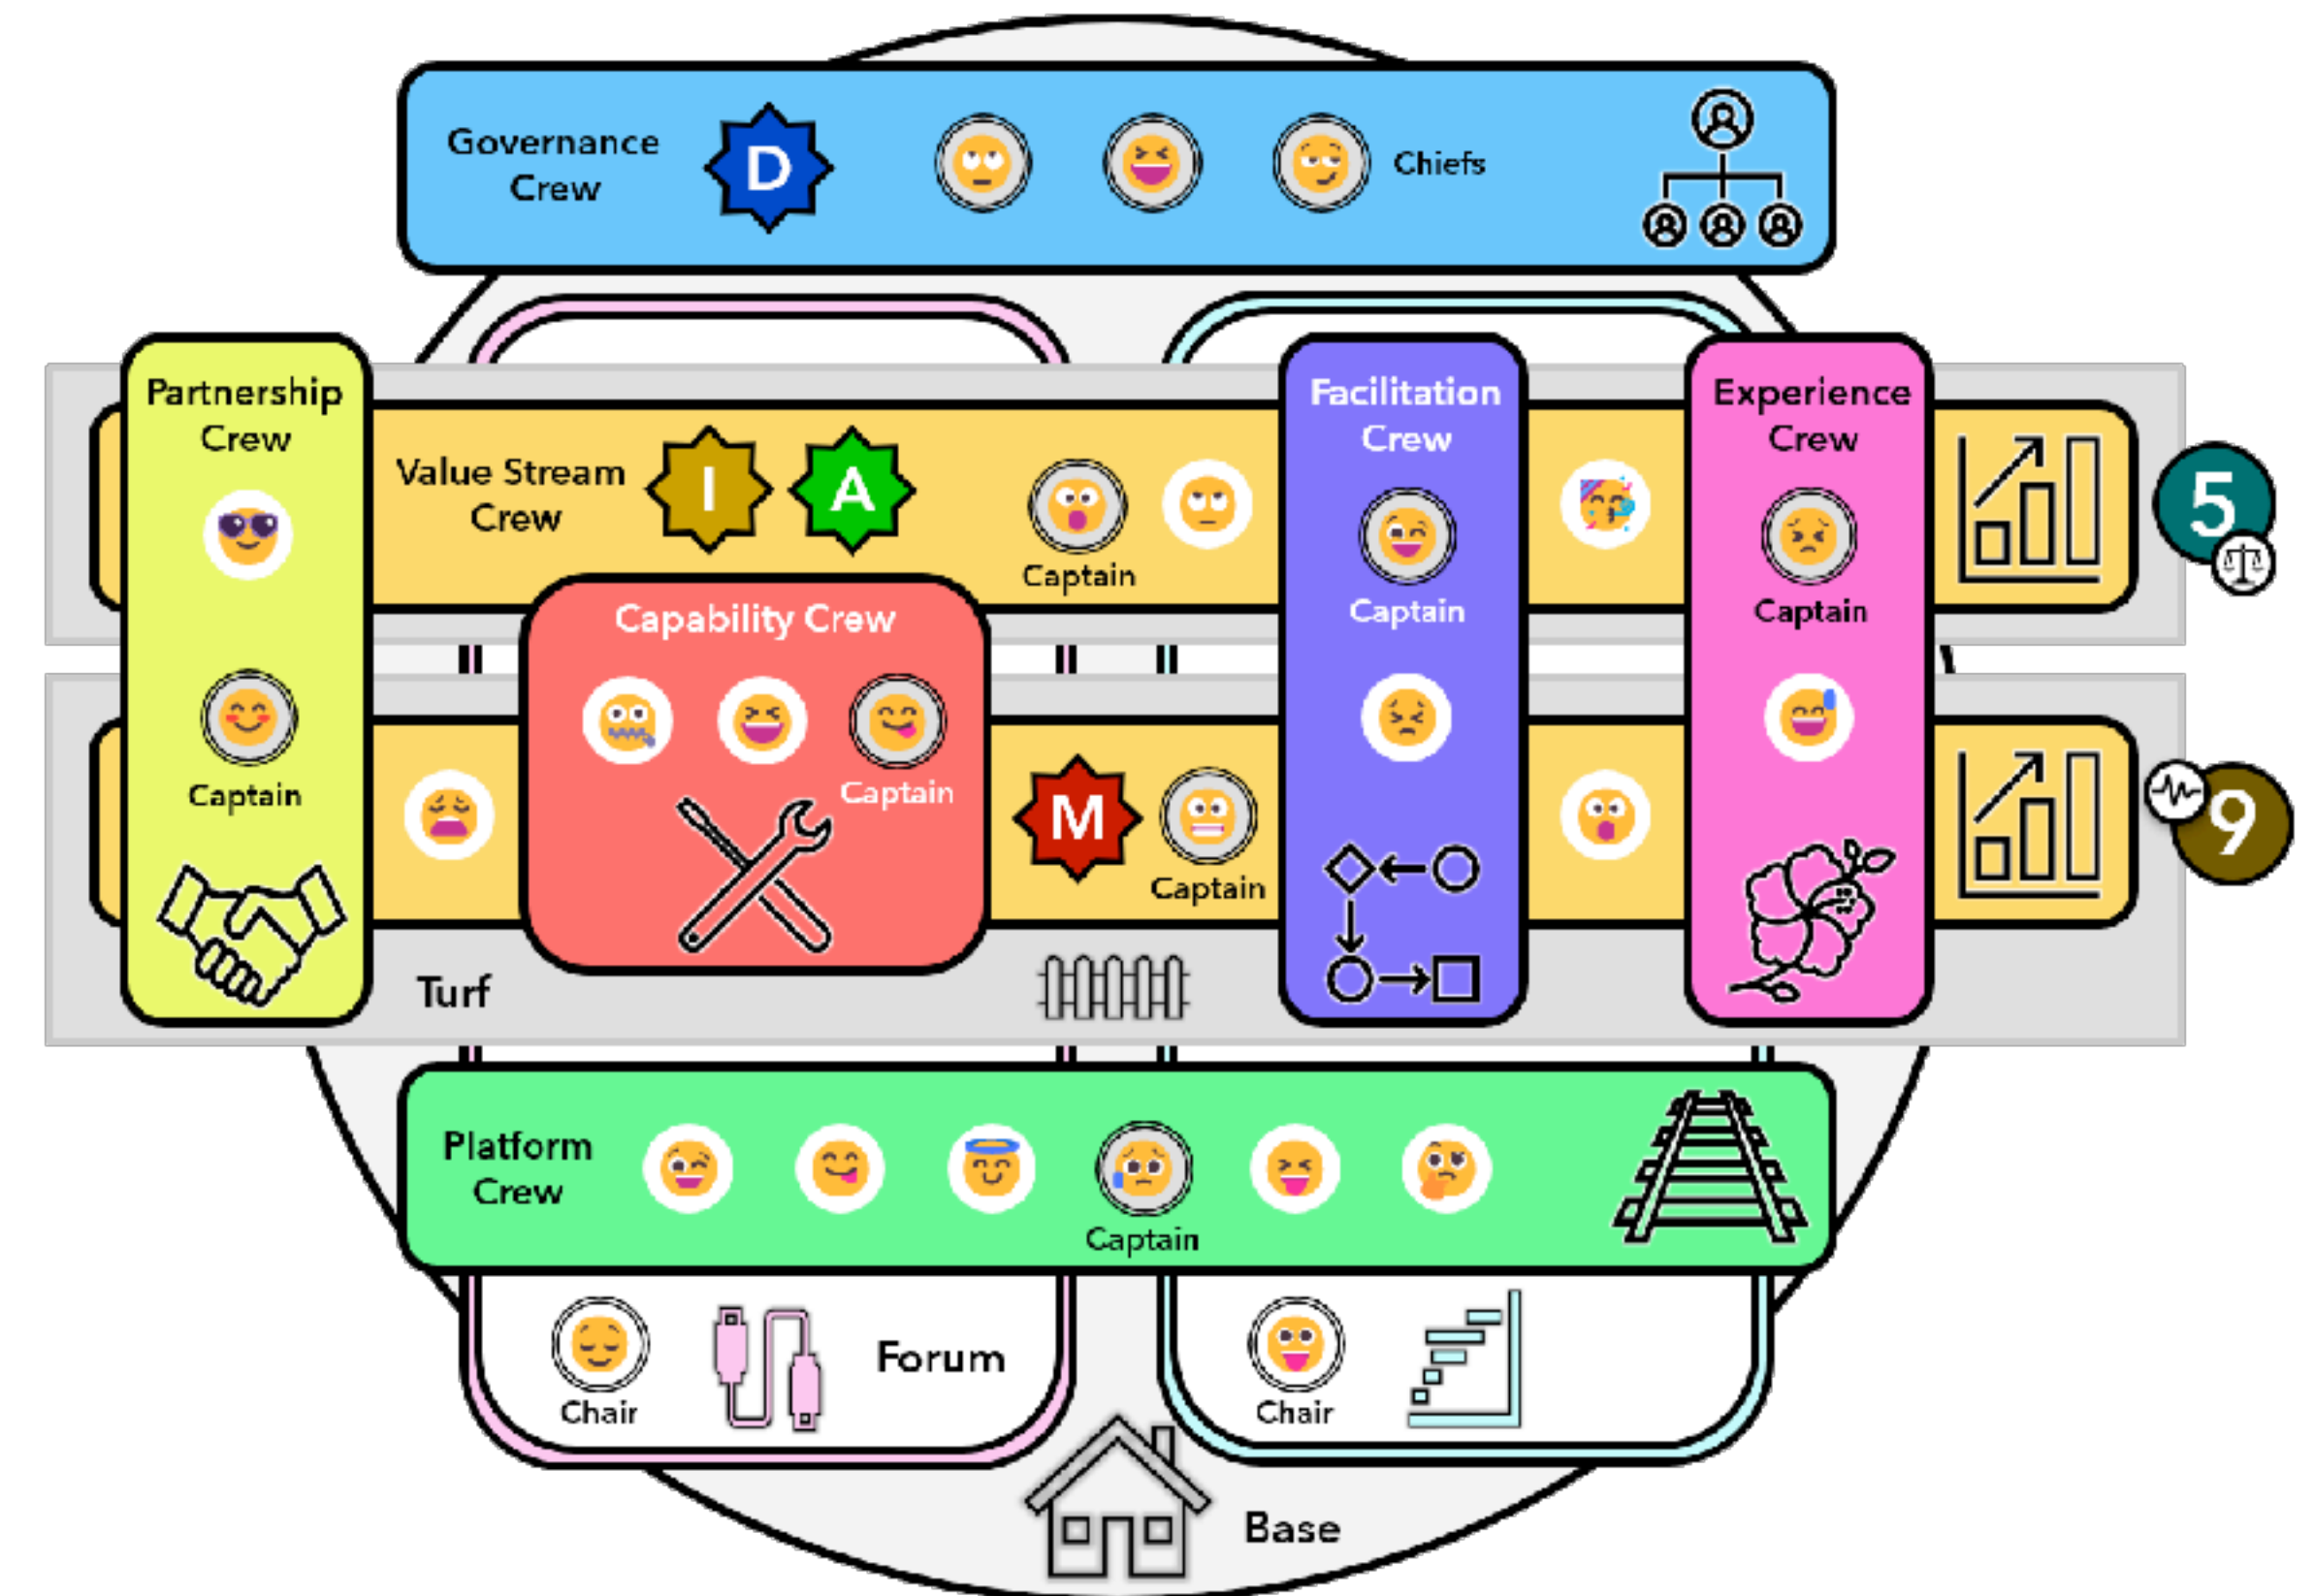 Governance
Crew
D
Chiefs
Partnership
Crew
Captain
Value Stream
Crew
I
A
Captain
Facilitation
Crew
Captain
Experience
Crew
Captain
5
Capability Crew
Captain
M
Captain
9
Turf
Platform
Crew
Captain
Chair
Forum
Chair
Base